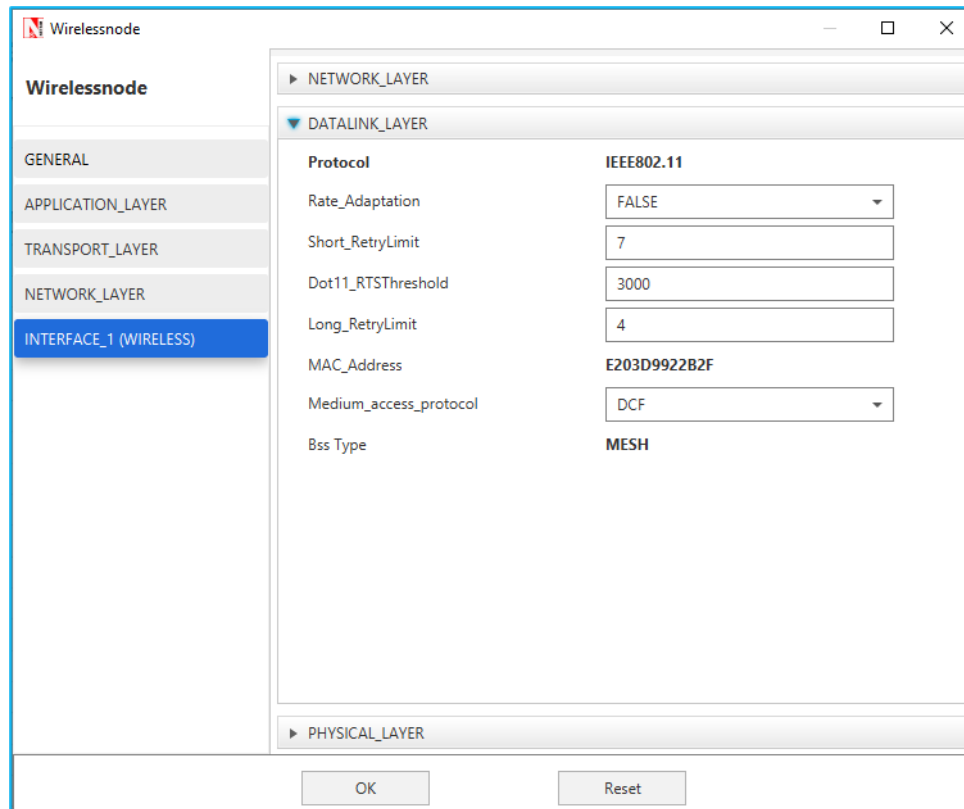 Wirelessnode
Wirelessnode
GENERAL
APPLICATION_LAYER
TRANSPORT_LAYER
NETWORK_LAYER
INTERFACE_1 (WIRELESS)
NETWORK_LAYER
DATALINK_LAYER
Protocol IEEE802.11
Rate_Adaptation FALSE
Short_RetryLimit 7
Dot11_RTSThreshold 3000
Long_RetryLimit 4
MAC_Address E203D9922B2F
Medium_access_protocol DCF
Bss Type MESH
PHYSICAL_LAYER
OK Reset